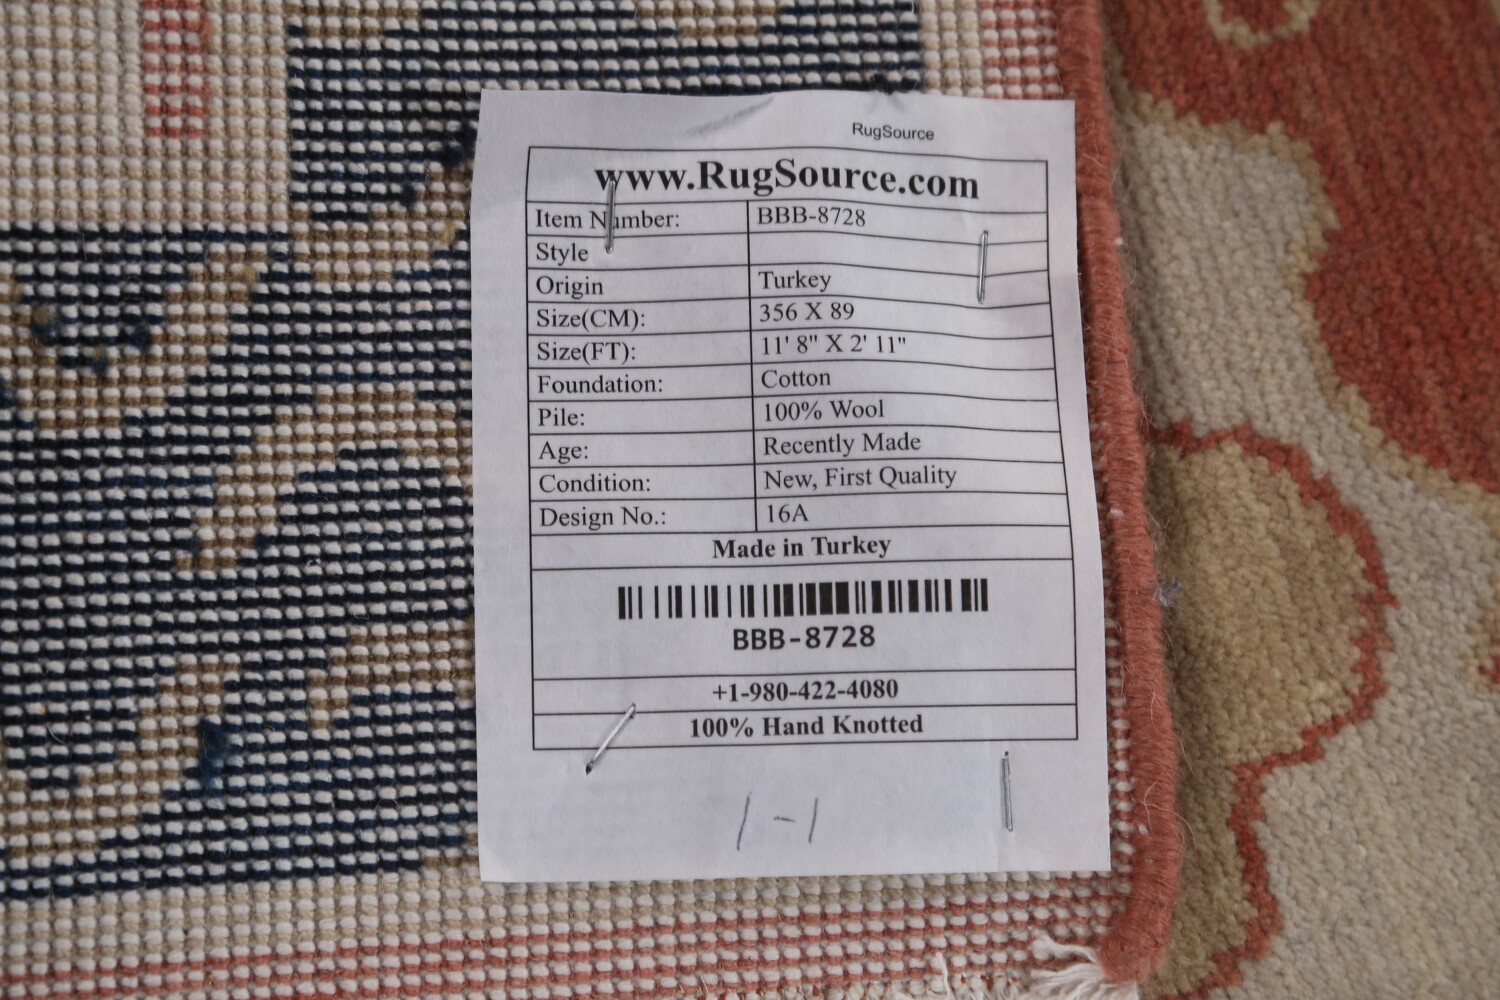 RugSource
www.RugSource.com
Item Number: BBB-8728
Style
Origin Turkey
Size(CM): 356 X 89
Size(FT): 11' 8" X 2' 11"
Foundation: Cotton
Pile: 100% Wool
Age: Recently Made
Condition: New, First Quality
Design No.: 16A
Made in Turkey
BBB-8728
+1-980-422-4080
100% Hand Knotted
1-1